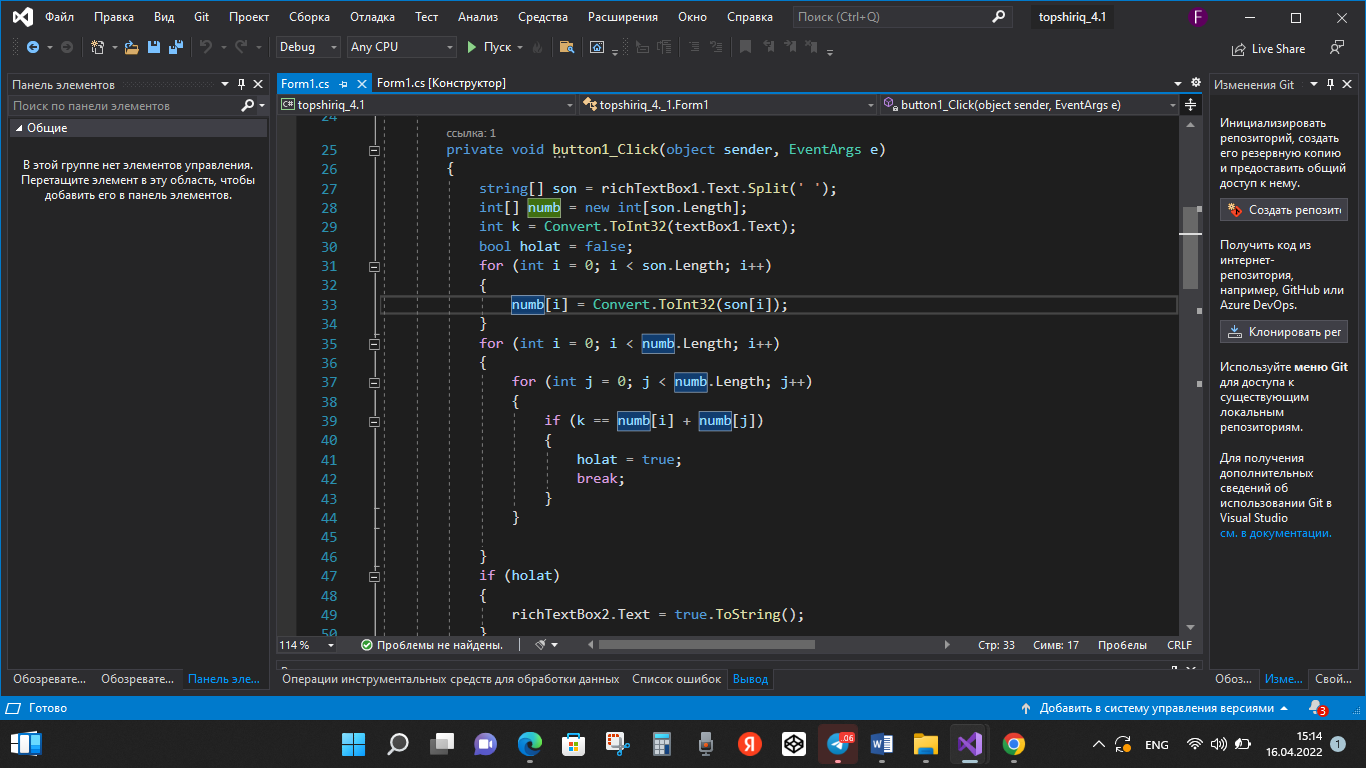 Файл Правка Вид Git Проект Сборка Отладка Тест Анализ Средства Расширения Окно Справка Поиск (Ctrl+Q) topshiriq_4.1 F
Debug Any CPU Пуск Live Share
Панель элементов
Поиск по панели элементов
Общие
В этой группе нет элементов управления.
Перетащите элемент в эту область, чтобы
добавить его в панель элементов.
Form1.cs Form1.cs [Конструктор]
topshiriq_4.1 topshiriq_4._1.Form1 button1_Click(object sender, EventArgs e)
24
ссылка: 1
25 private void button1_Click(object sender, EventArgs e)
26 {
27 string[] son = richTextBox1.Text.Split(' ');
28 int[] numb = new int[son.Length];
29 int k = Convert.ToInt32(textBox1.Text);
30 bool holat = false;
31 for (int i = 0; i < son.Length; i++)
32 {
33 numb[i] = Convert.ToInt32(son[i]);
34 }
35 for (int i = 0; i < numb.Length; i++)
36 {
37 for (int j = 0; j < numb.Length; j++)
38 {
39 if (k == numb[i] + numb[j])
40 {
41 holat = true;
42 break;
43 }
44 }
45
46 }
47 if (holat)
48 {
49 richTextBox2.Text = true.ToString();
50 }
114 % Проблемы не найдены. Стр: 33 Симв: 17 Пробелы CRLF
Изменения Git
Инициализировать
репозиторий, создать
его резервную копию
и предоставить общий
доступ к нему.
Создать репозито
Получить код из
интернет-
репозитория,
например, GitHub или
Azure DevOps.
Клонировать реп
Используйте меню Git
для доступа к
существующим
локальным
репозиториям.
Для получения
дополнительных
сведений об
использовании Git в
Visual Studio
см. в документации.
Обозревате... Обозревате... Панель эле... Операции инструментальных средств для обработки данных Список ошибок Вывод Обоз... Изме... Свой...
Готово Добавить в систему управления версиями 3
.06 ENG 15:14
16.04.2022 1